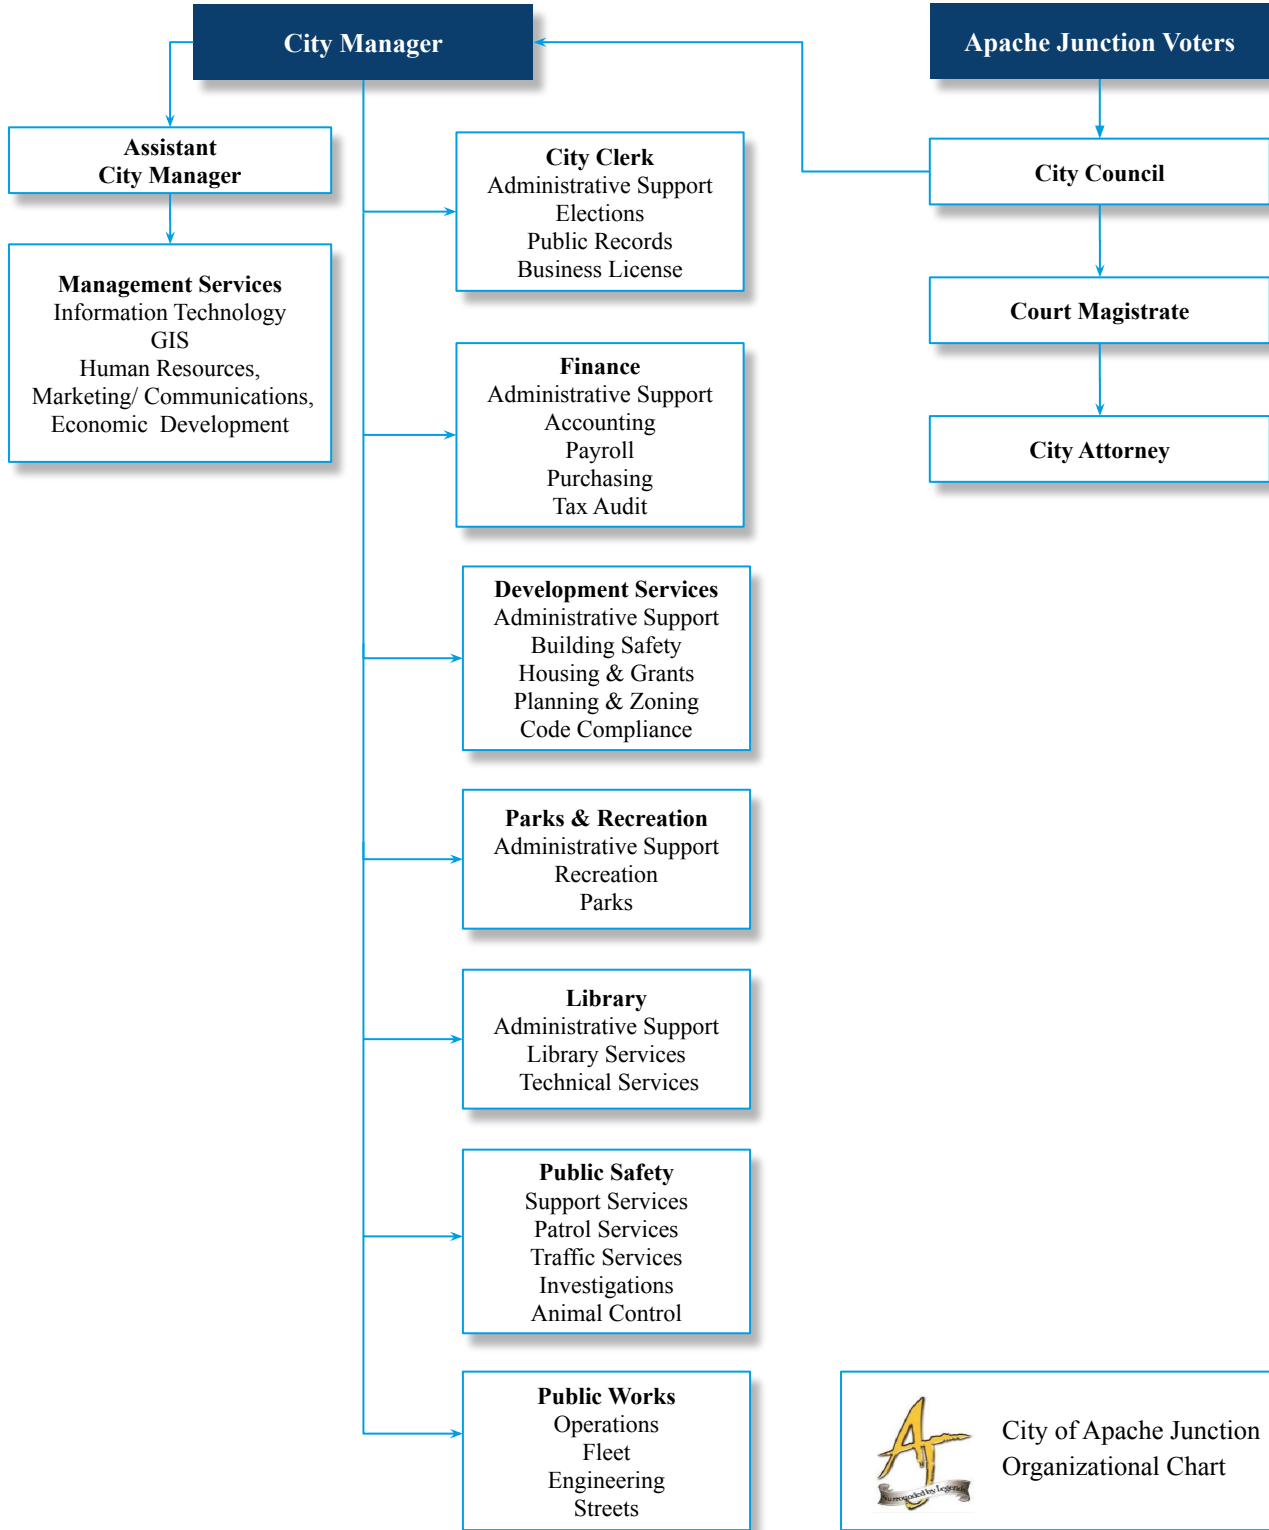 City Manager
Apache Junction Voters
Assistant
City Manager
Management Services
Information Technology
GIS
Human Resources,
Marketing/ Communications,
Economic  Development
City Clerk
Administrative Support
Elections
Public Records
Business License
Finance
Administrative Support
Accounting
Payroll
Purchasing
Tax Audit
Development Services
Administrative Support
Building Safety
Housing & Grants
Planning & Zoning
Code Compliance
Parks & Recreation
Administrative Support
Recreation
Parks
Library
Administrative Support
Library Services
Technical Services
Public Safety
Support Services
Patrol Services
Traffic Services
Investigations
Animal Control
Public Works
Operations
Fleet
Engineering
Streets
City Council
Court Magistrate
City Attorney
AJ
Surrounded by Legends
City of Apache Junction
Organizational Chart